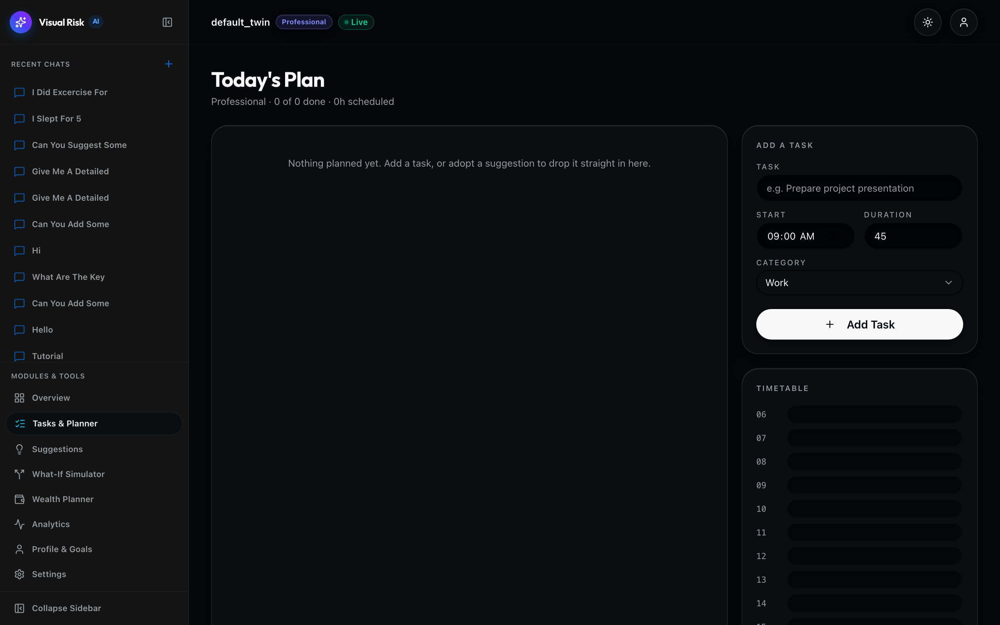 Visual Risk AI
RECENT CHATS
I Did Excercise For
I Slept For 5
Can You Suggest Some
Give Me A Detailed
Give Me A Detailed
Can You Add Some
Hi
What Are The Key
Can You Add Some
Hello
Tutorial
MODULES & TOOLS
Overview
Tasks & Planner
Suggestions
What-If Simulator
Wealth Planner
Analytics
Profile & Goals
Settings
Collapse Sidebar
default_twin Professional Live
Today's Plan
Professional · 0 of 0 done · 0h scheduled
Nothing planned yet. Add a task, or adopt a suggestion to drop it straight in here.
ADD A TASK
TASK
e.g. Prepare project presentation
START DURATION
09:00 AM 45
CATEGORY
Work
+ Add Task
TIMETABLE
06
07
08
09
10
11
12
13
14